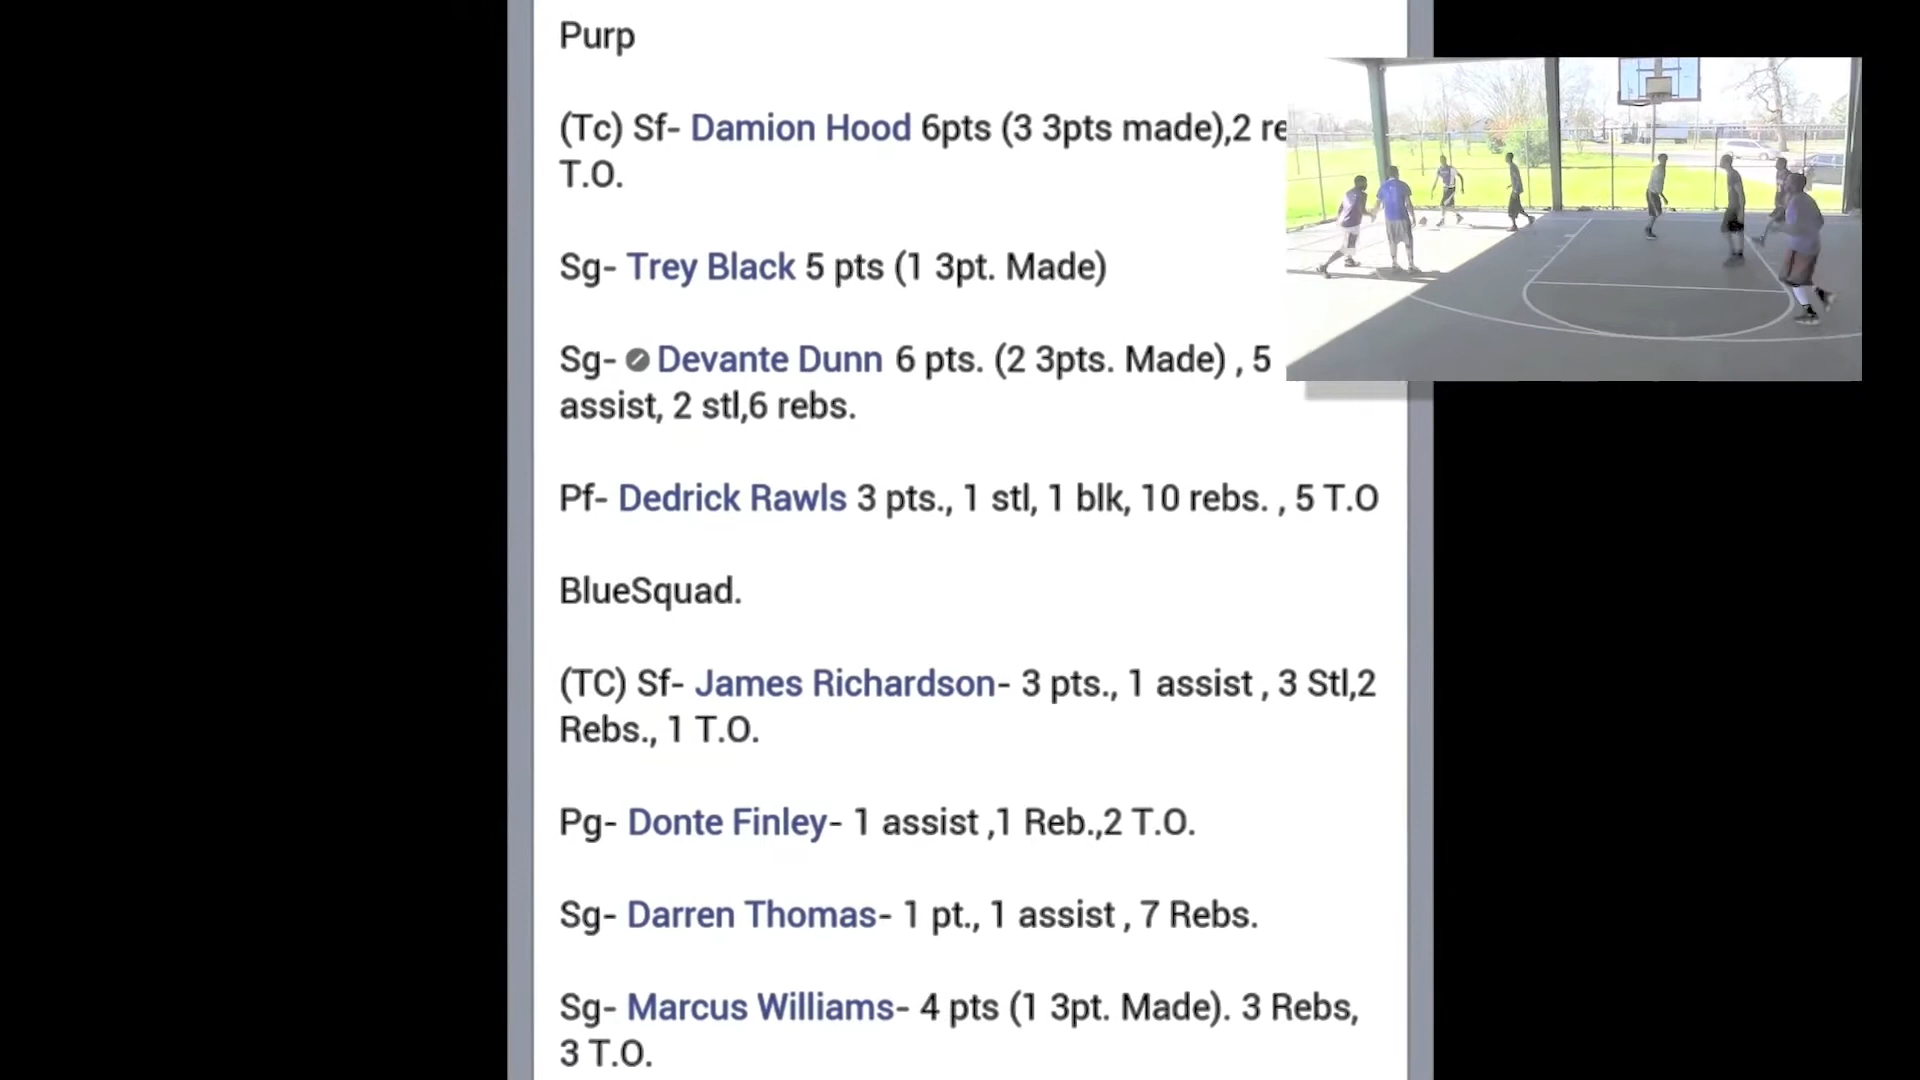 Purp
(Tc) Sf- Damion Hood 6pts (3 3pts made),2 re
T.O.
Sg- Trey Black 5 pts (1 3pt. Made)
Sg- Devante Dunn 6 pts. (2 3pts. Made) , 5
assist, 2 stl,6 rebs.
Pf- Dedrick Rawls 3 pts., 1 stl, 1 blk, 10 rebs. , 5 T.O
BlueSquad.
(TC) Sf- James Richardson- 3 pts., 1 assist , 3 Stl,2
Rebs., 1 T.O.
Pg- Donte Finley- 1 assist ,1 Reb.,2 T.O.
Sg- Darren Thomas- 1 pt., 1 assist , 7 Rebs.
Sg- Marcus Williams- 4 pts (1 3pt. Made). 3 Rebs,
3 T.O.